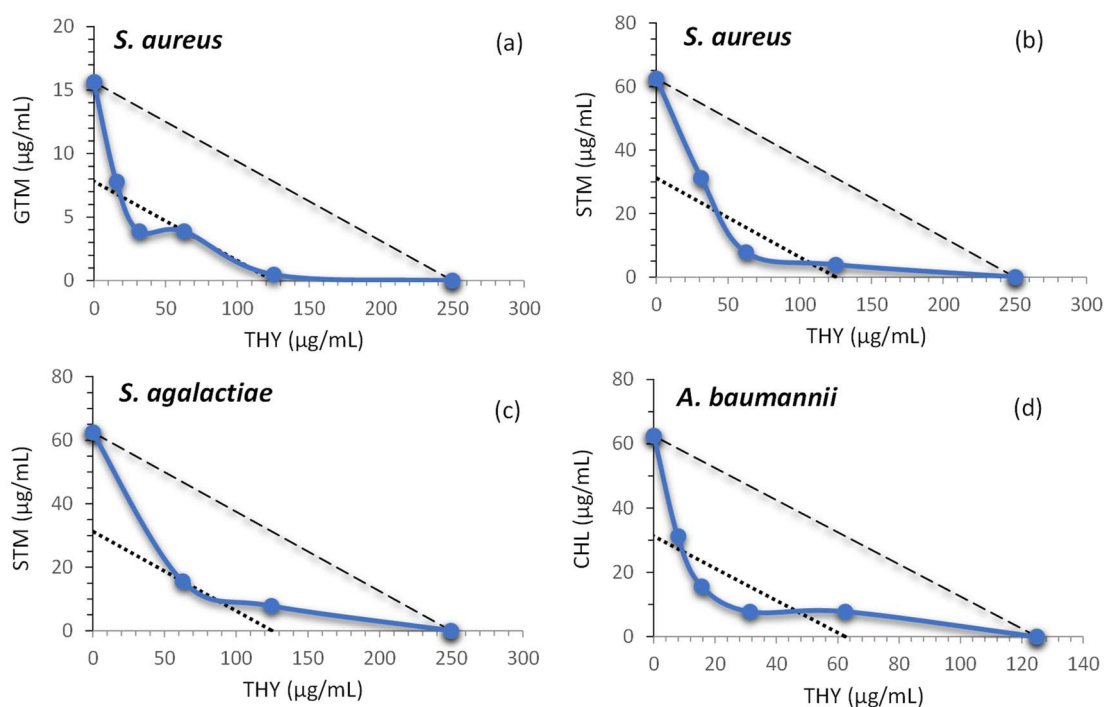 S. aureus (a)
20
15
10
5
0
GTM (µg/mL)
0 50 100 150 200 250 300
THY (µg/mL)
S. aureus (b)
80
60
40
20
0
STM (µg/mL)
0 50 100 150 200 250 300
THY (µg/mL)
S. agalactiae (c)
80
60
40
20
0
STM (µg/mL)
0 50 100 150 200 250 300
THY (µg/mL)
A. baumannii (d)
80
60
40
20
0
CHL (µg/mL)
0 20 40 60 80 100 120 140
THY (µg/mL)